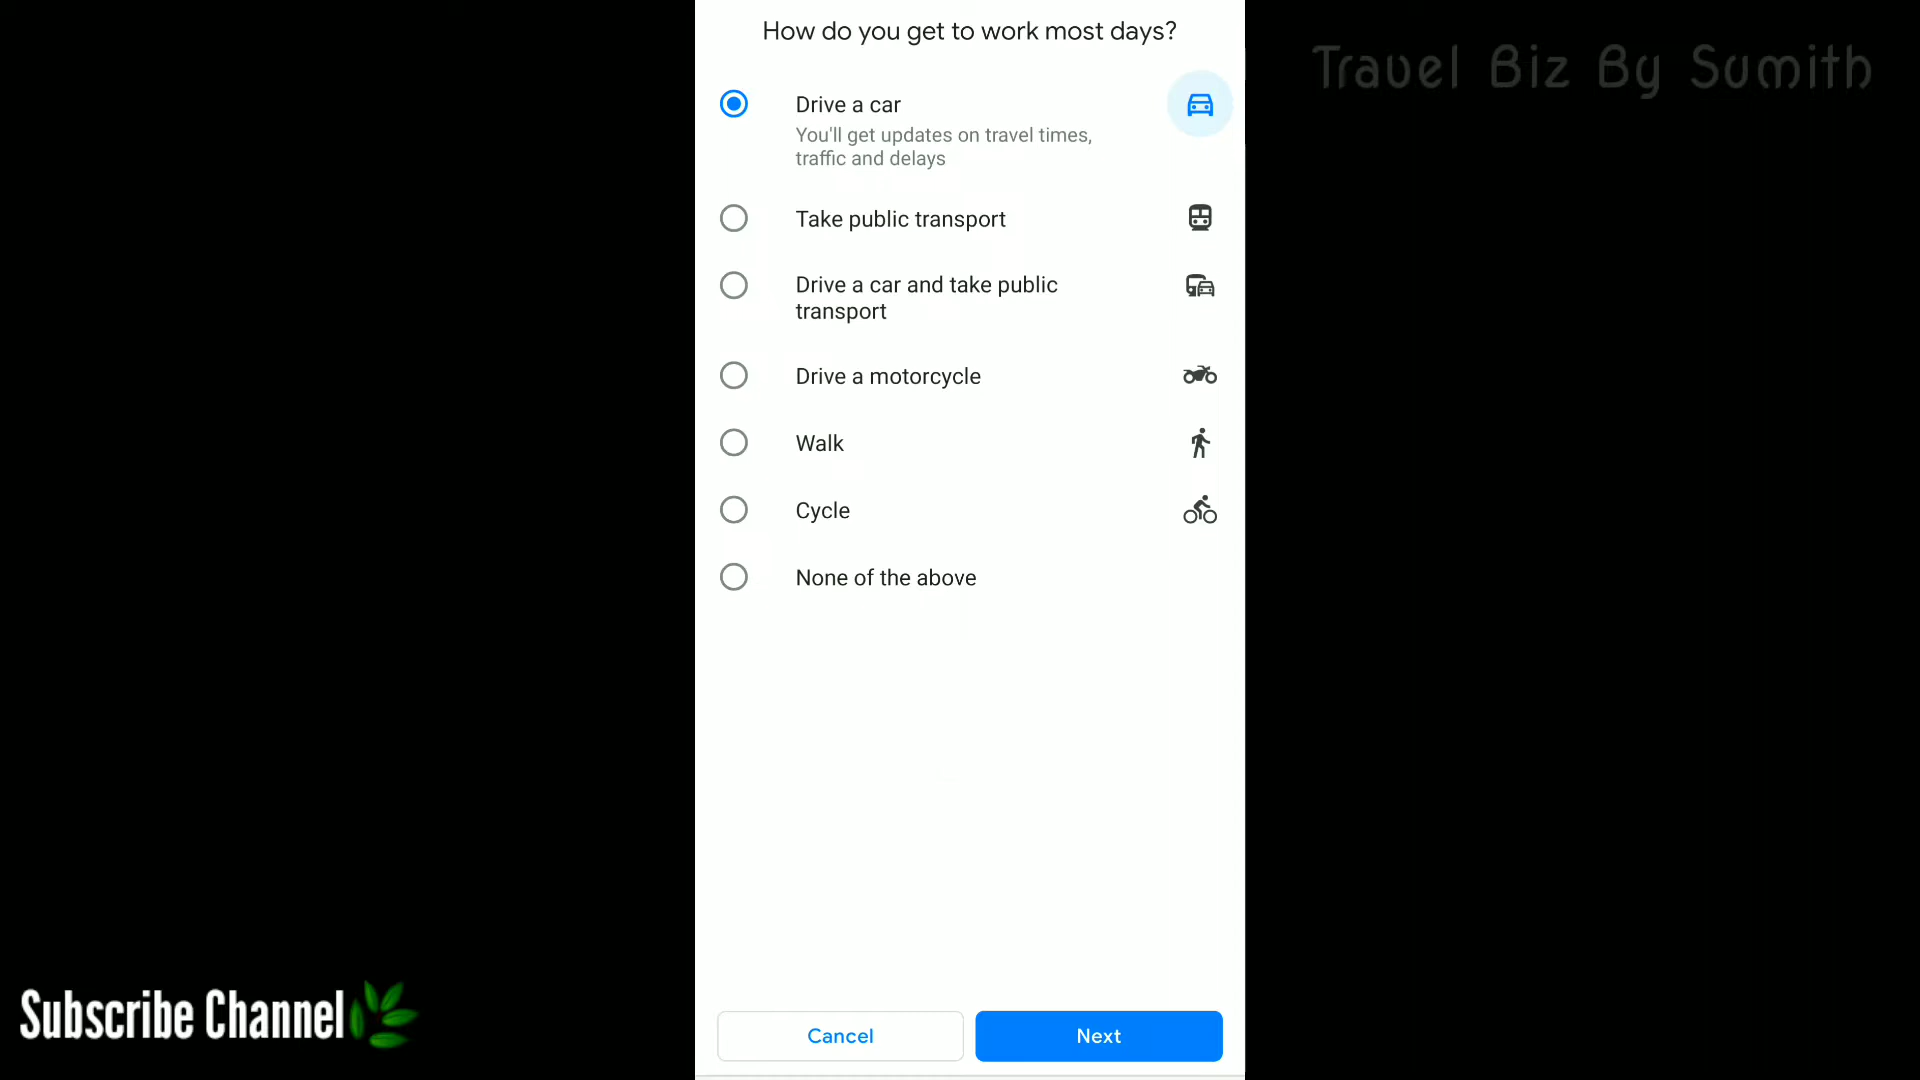 How do you get to work most days?
Travel Biz By Sumith
Drive a car
You'll get updates on travel times,
traffic and delays
Take public transport
Drive a car and take public
transport
Drive a motorcycle
Walk
Cycle
None of the above
Subscribe Channel
Cancel
Next